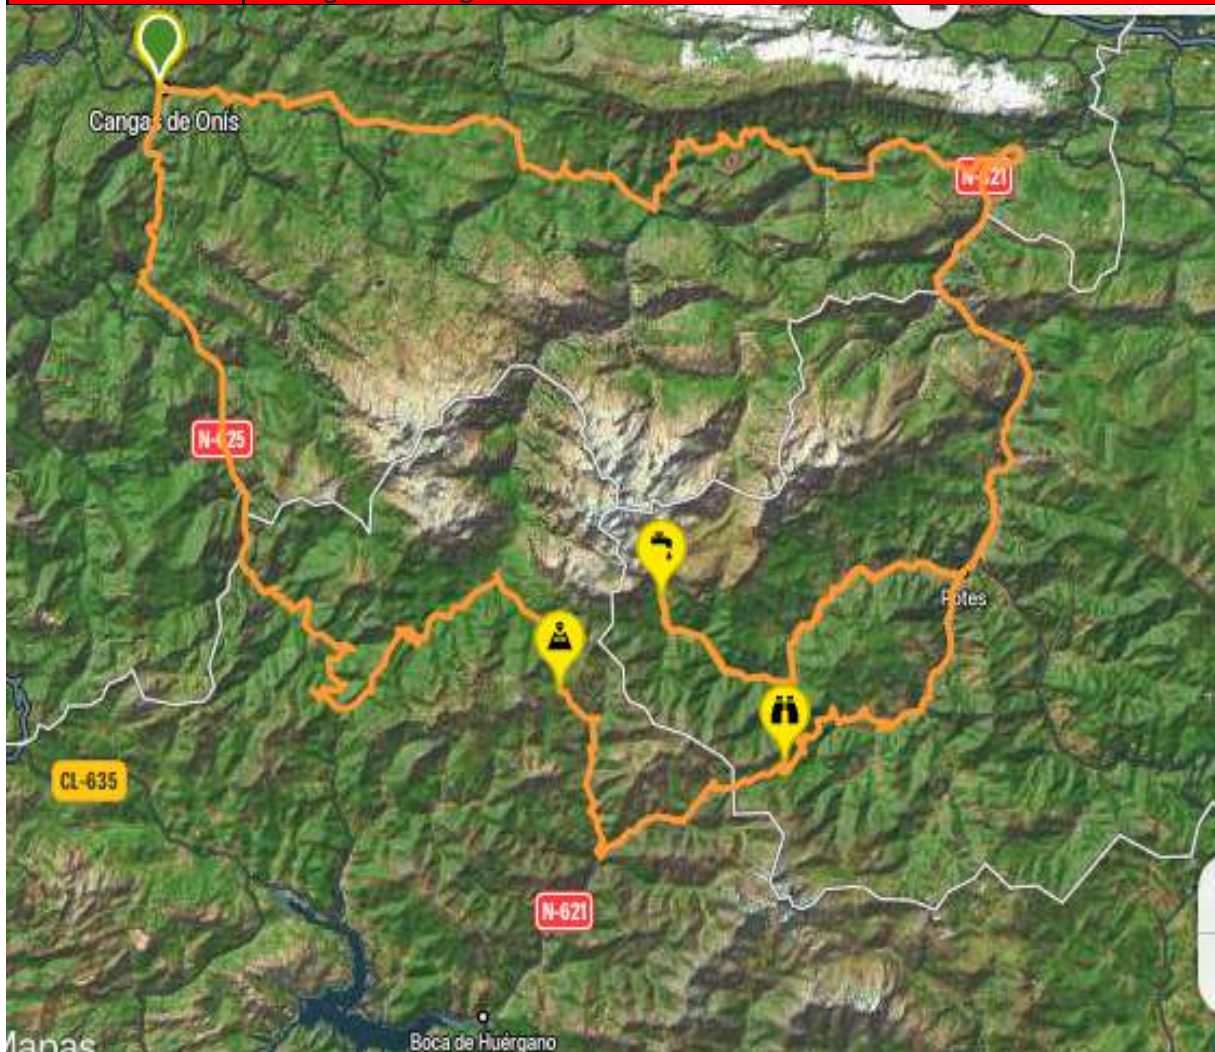 N-621
Cangas de Onís
N-625
Potes
CL-635
N-621
Boca de Huérgano
Mapas